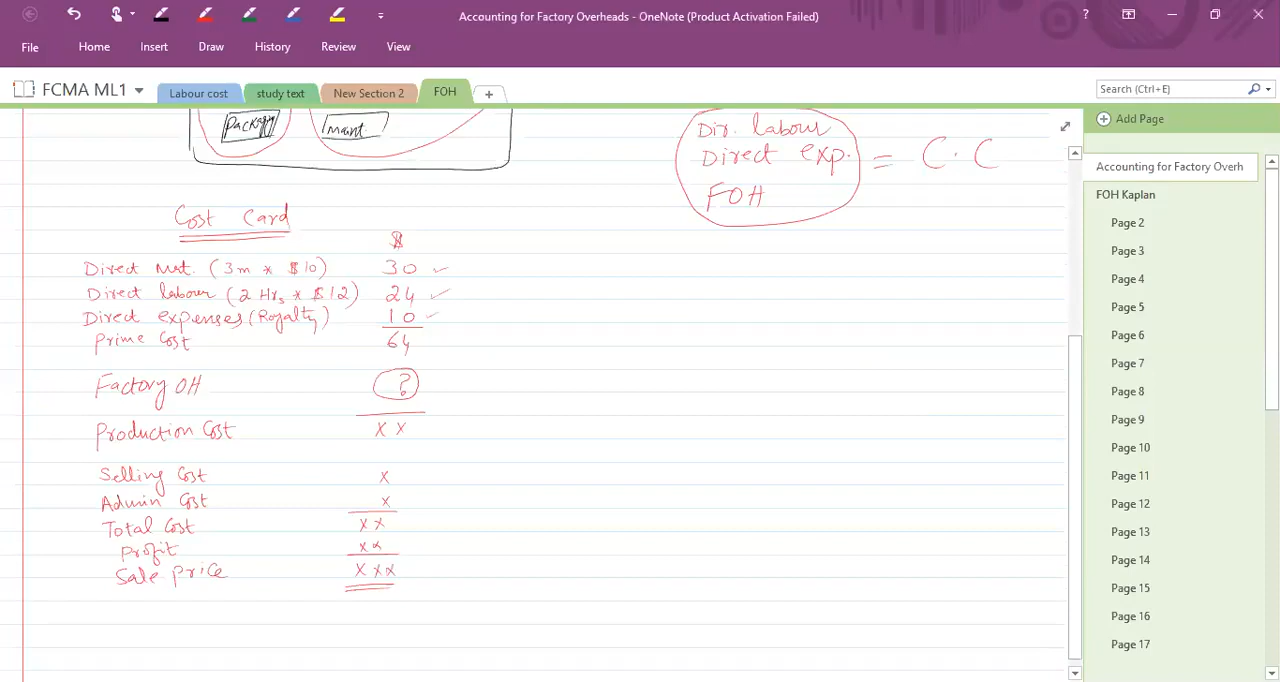 Accounting for Factory Overheads - OneNote (Product Activation Failed)
?
File
Home
Insert
Draw
History
Review
View
FCMA ML1
Labour cost
study text
New Section 2
FOH
+
Search (Ctrl+E)
Add Page
Accounting for Factory Overh
FOH Kaplan
Page 2
Page 3
Page 4
Page 5
Page 6
Page 7
Page 8
Page 9
Page 10
Page 11
Page 12
Page 13
Page 14
Page 15
Page 16
Page 17
maint
Dir. labour
Direct exp. = C.C
FOH
Cost Card
$
Direct Mat. (3m x $10) 30 ✓
Direct labour (2 Hrs x $12) 24 ✓
Direct expenses (Royalty) 10 ✓
Prime Cost 64
Factory OH ?
Production Cost X X
Selling Cost X
Admin Cost X
Total Cost X X
Profit X X
Sale price X X X